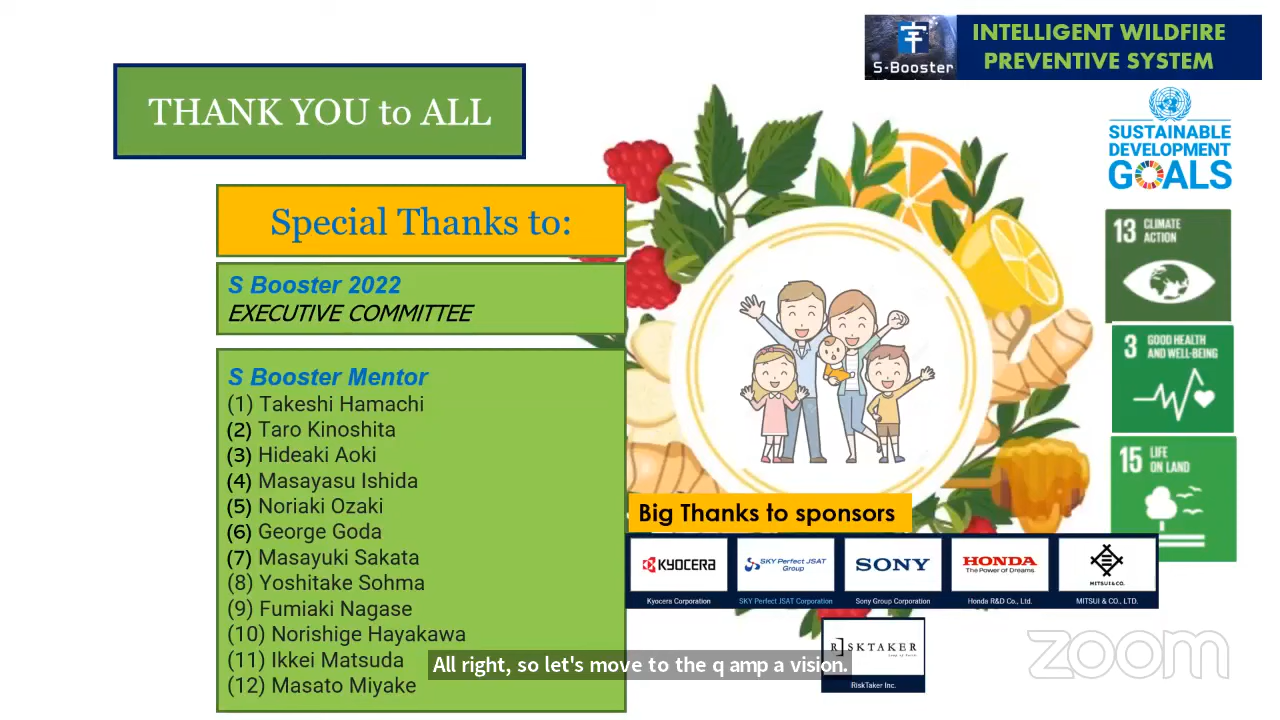 S-Booster
INTELLIGENT WILDFIRE
PREVENTIVE SYSTEM
THANK YOU to ALL
SUSTAINABLE
DEVELOPMENT
GOALS
Special Thanks to:
S Booster 2022
EXECUTIVE COMMITTEE
S Booster Mentor
(1) Takeshi Hamachi
(2) Taro Kinoshita
(3) Hideaki Aoki
(4) Masayasu Ishida
(5) Noriaki Ozaki
(6) George Goda
(7) Masayuki Sakata
(8) Yoshitake Sohma
(9) Fumiaki Nagase
(10) Norishige Hayakawa
(11) Ikkei Matsuda
(12) Masato Miyake
13 CLIMATE
ACTION
3 GOOD HEALTH
AND WELL-BEING
15 LIFE
ON LAND
Big Thanks to sponsors
KYOCERA
Kyocera Corporation
SKY Perfect JSAT
Group
SKY Perfect JSAT Corporation
SONY
Sony Group Corporation
HONDA
The Power of Dreams
Honda R&D Co., Ltd.
MITSUI & CO.
MITSUI & CO., LTD.
RISKTAKER
RiskTaker Inc.
zoom
All right, so let's move to the q amp a vision.